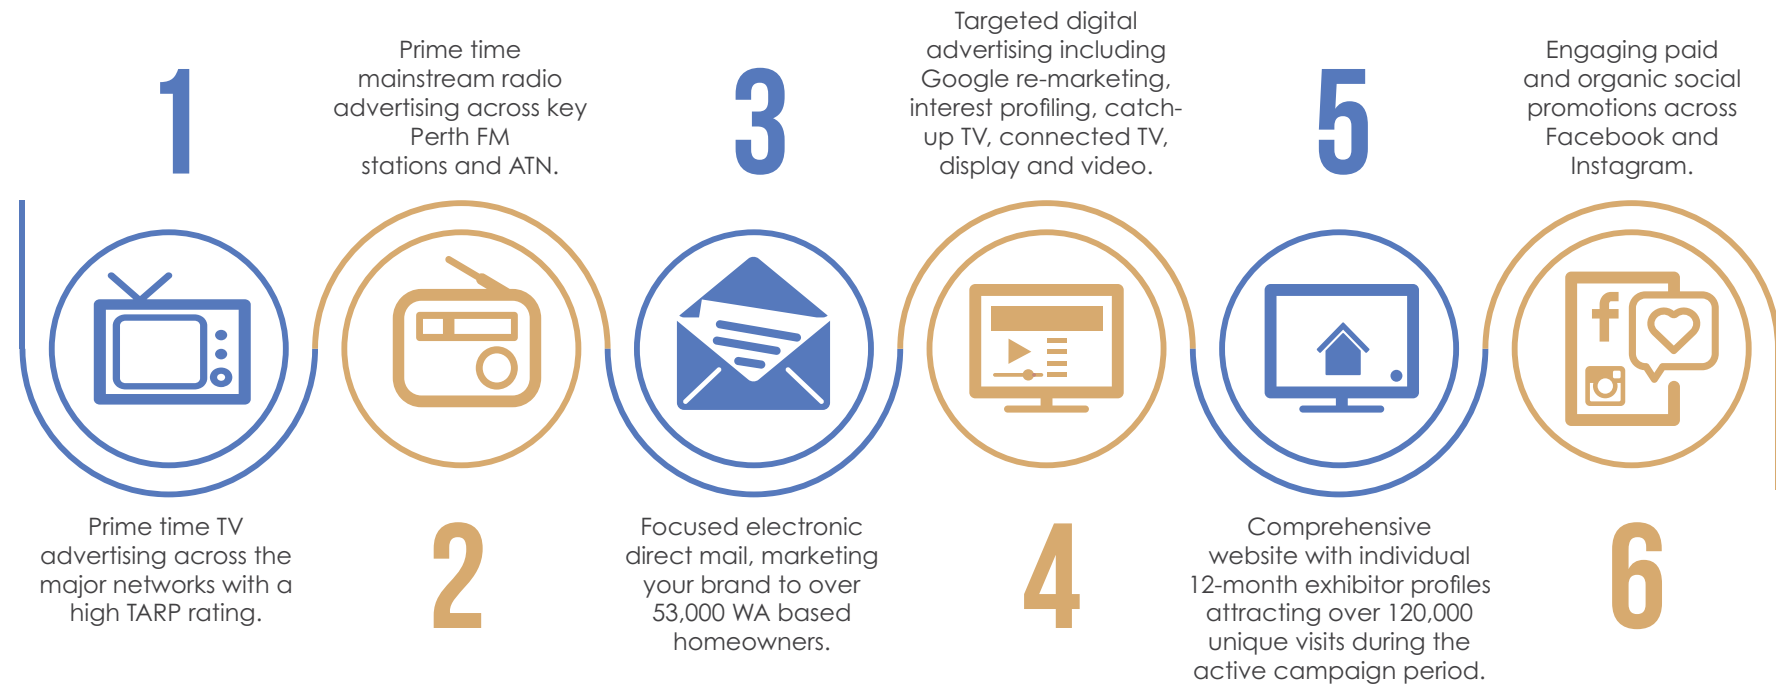 1
Prime time TV
advertising across the
major networks with a
high TARP rating.
Prime time
mainstream radio
advertising across key
Perth FM
stations and ATN.
2
3
Focused electronic
direct mail, marketing
your brand to over
53,000 WA based
homeowners.
Targeted digital
advertising including
Google re-marketing,
interest profiling, catch-
up TV, connected TV,
display and video.
4
5
Comprehensive
website with individual
12-month exhibitor profiles
attracting over 120,000
unique visits during the
active campaign period.
Engaging paid
and organic social
promotions across
Facebook and
Instagram.
f
6